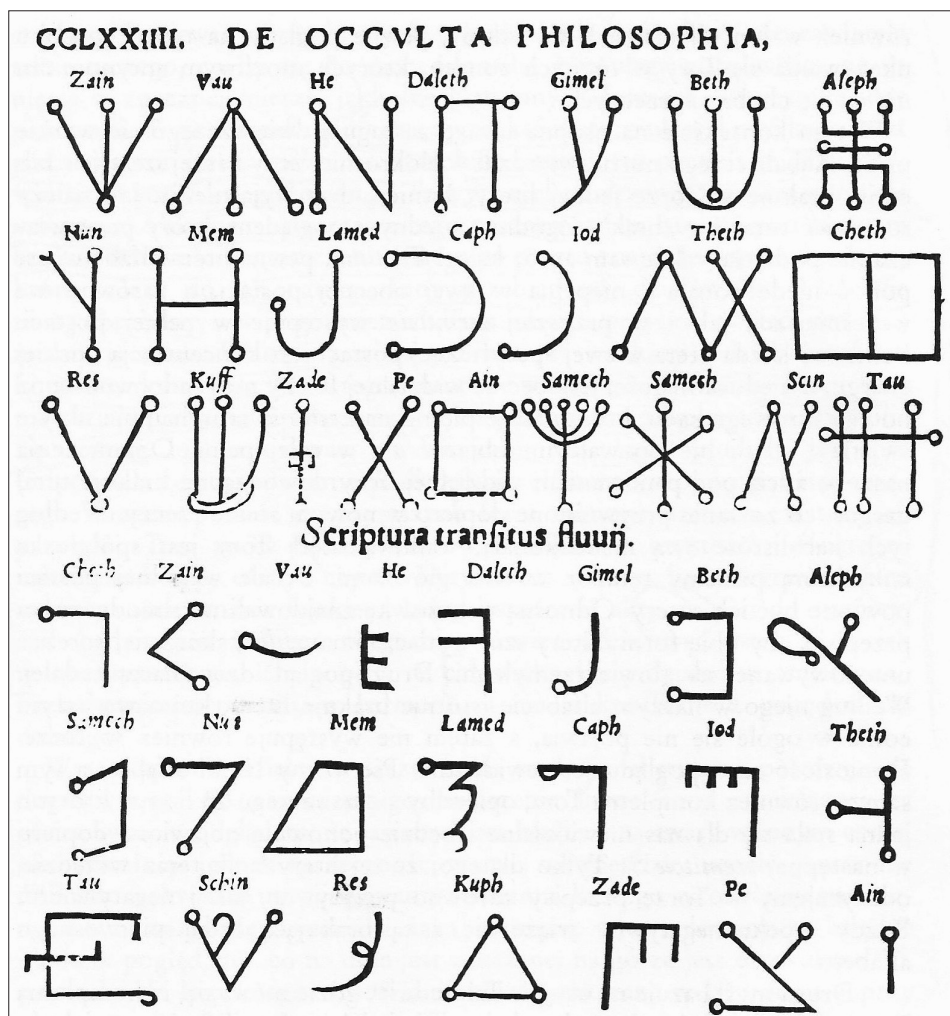 CCLXXIIII. DE OCCVLTA PHILOSOPHIA,
Zain Vau He Daleth Gimel Beth Aleph
Nun Mem Lamed Caph Iod Theth Cheth
Res Kuff Zade Pe Ain Samech Samech Scin Tau
Scriptura tranſitus fluuij.
Cheth Zain Vau He Daleth Gimel Beth Aleph
Samech Nun Mem Lamed Caph Iod Theth
Tau Schin Res Kuph Zade Pe Ain